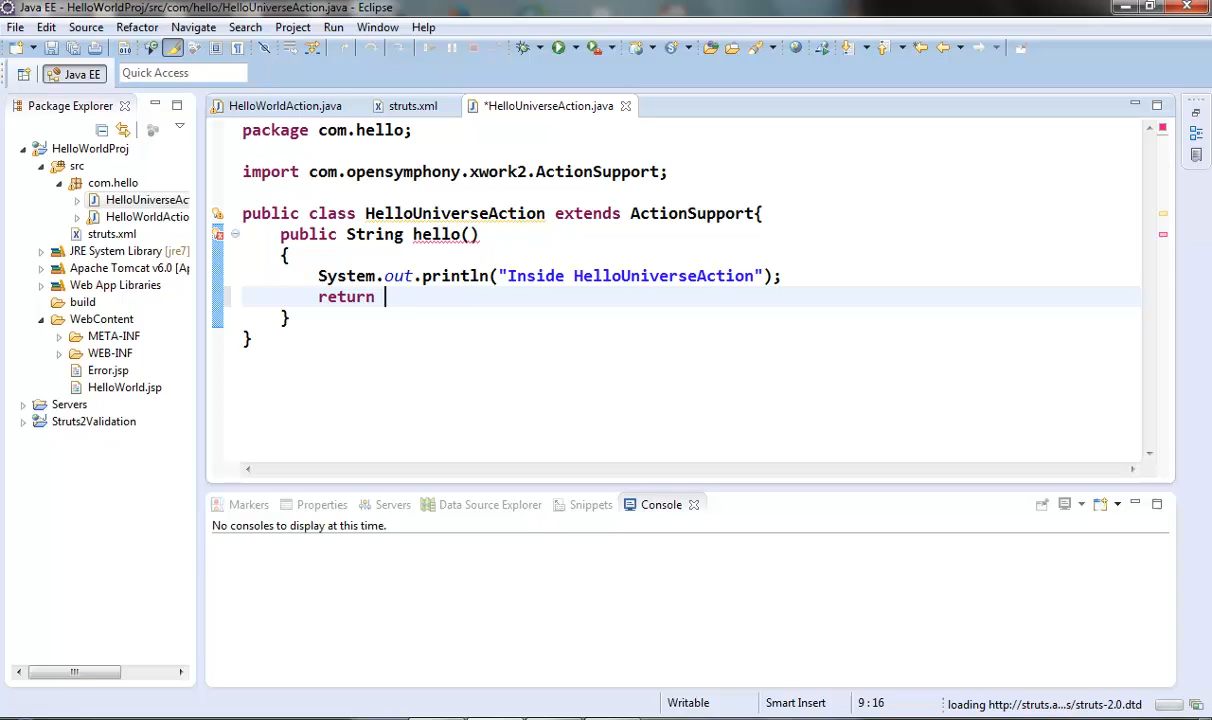 Java EE - HelloWorldProj/src/com/hello/HelloUniverseAction.java - Eclipse
File Edit Source Refactor Navigate Search Project Run Window Help
Java EE Quick Access
Package Explorer
HelloWorldProj
src
com.hello
HelloUniverseAc
HelloWorldActio
struts.xml
JRE System Library [jre7]
Apache Tomcat v6.0 [Ap
Web App Libraries
build
WebContent
META-INF
WEB-INF
Error.jsp
HelloWorld.jsp
Servers
Struts2Validation
HelloWorldAction.java struts.xml *HelloUniverseAction.java
package com.hello;
import com.opensymphony.xwork2.ActionSupport;
public class HelloUniverseAction extends ActionSupport{
public String hello()
{
System.out.println("Inside HelloUniverseAction");
return
}
}
Markers Properties Servers Data Source Explorer Snippets Console
No consoles to display at this time.
Writable Smart Insert 9 : 16 loading http://struts.a...s/struts-2.0.dtd